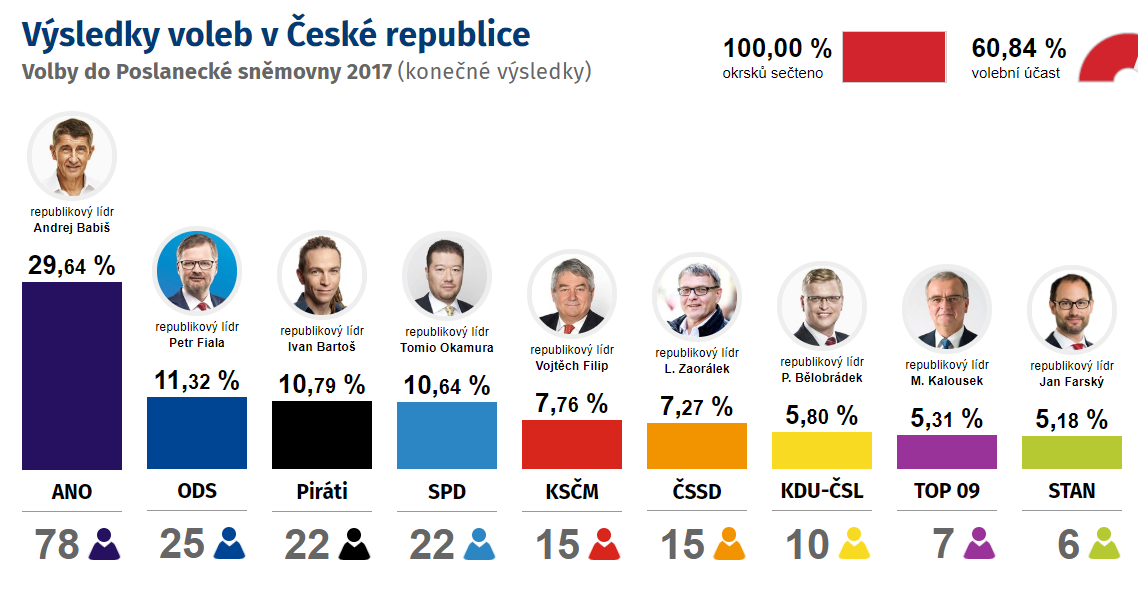 Výsledky voleb v České republice
Volby do Poslanecké sněmovny 2017 (konečné výsledky)
100,00 %
okrsků sečteno
60,84 %
volební účast
republikový lídr
Andrej Babiš
29,64 %
ANO
78
republikový lídr
Petr Fiala
11,32 %
ODS
25
republikový lídr
Ivan Bartoš
10,79 %
Piráti
22
republikový lídr
Tomio Okamura
10,64 %
SPD
22
republikový lídr
Vojtěch Filip
7,76 %
KSČM
15
republikový lídr
L. Zaorálek
7,27 %
ČSSD
15
republikový lídr
P. Bělobrádek
5,80 %
KDU-ČSL
10
republikový lídr
M. Kalousek
5,31 %
TOP 09
7
republikový lídr
Jan Farský
5,18 %
STAN
6